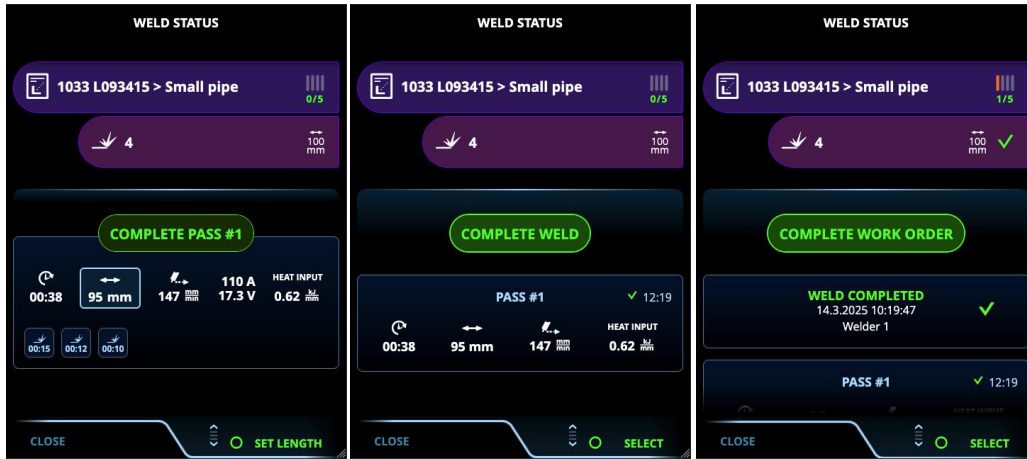 WELD STATUS
1033 L093415 > Small pipe
0/5
4
100
mm
COMPLETE PASS #1
00:38
95 mm
147 mm
min
110 A
17.3 V
HEAT INPUT
0.62 kJ
mm
00:15
00:12
00:10
CLOSE
SET LENGTH
WELD STATUS
1033 L093415 > Small pipe
0/5
4
100
mm
COMPLETE WELD
PASS #1
12:19
00:38
95 mm
147 mm
min
HEAT INPUT
0.62 kJ
mm
CLOSE
SELECT
WELD STATUS
1033 L093415 > Small pipe
1/5
4
100
mm
COMPLETE WORK ORDER
WELD COMPLETED
14.3.2025 10:19:47
Welder 1
PASS #1
12:19
HEAT INPUT
CLOSE
SELECT